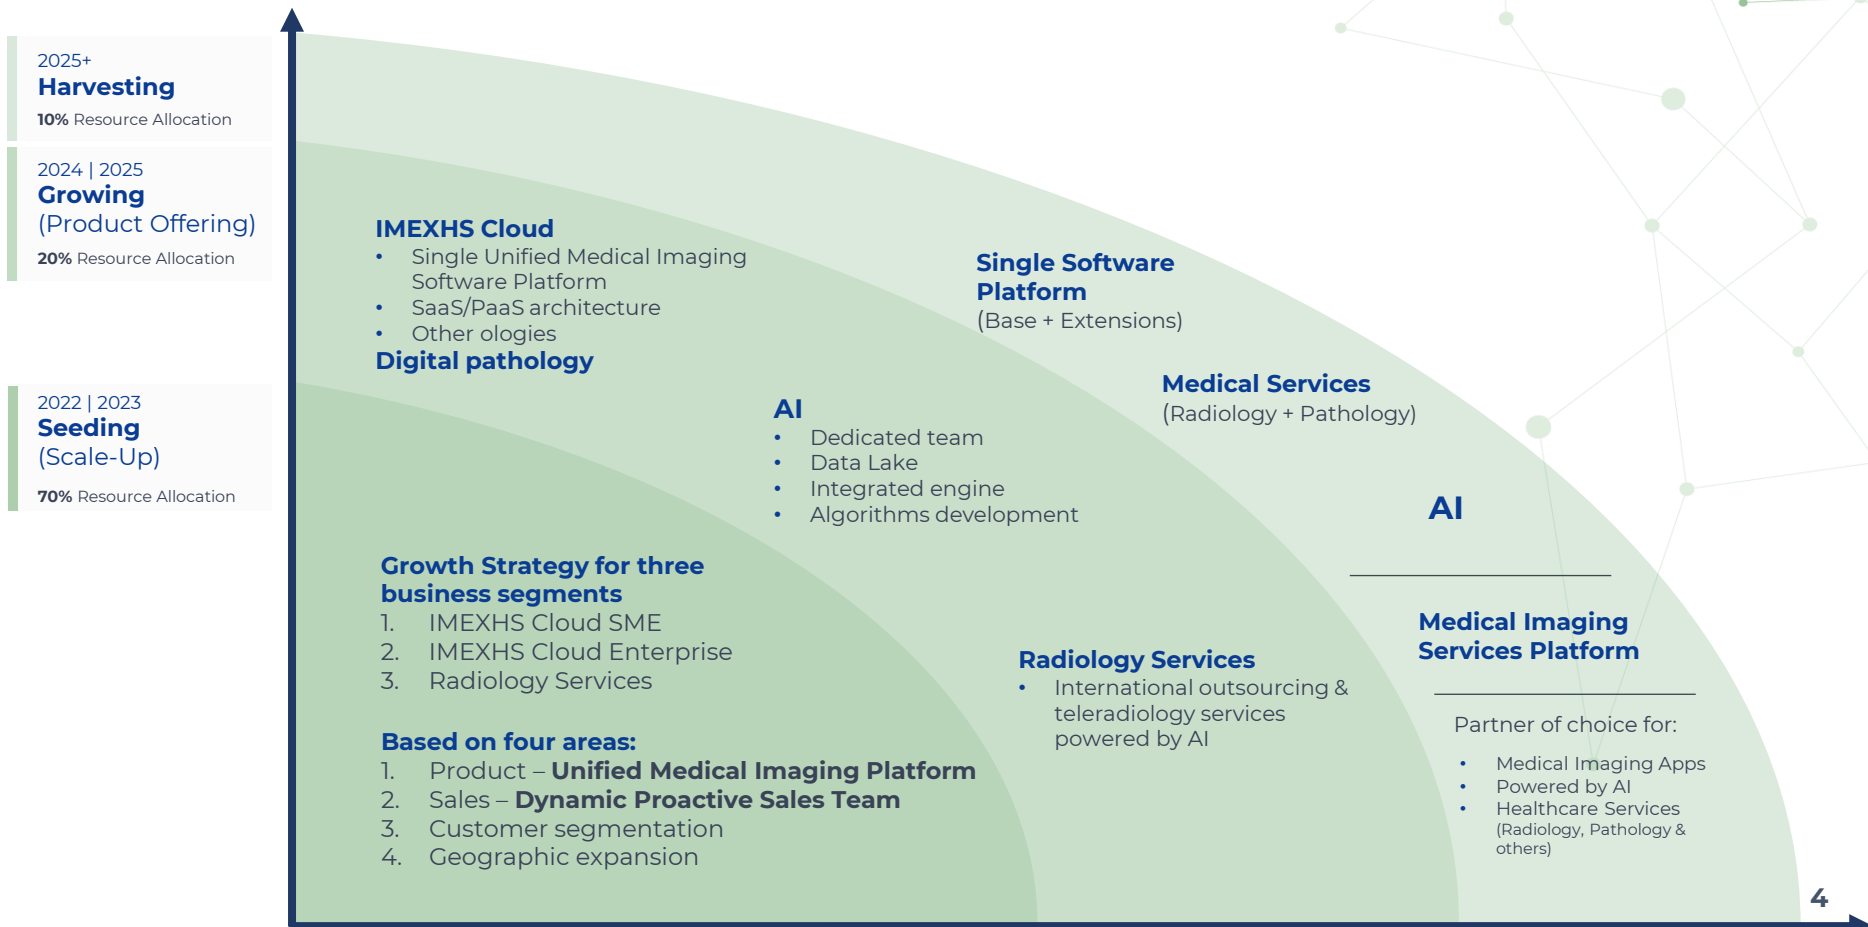 2025+
Harvesting
10% Resource Allocation
2024 | 2025
Growing
(Product Offering)
20% Resource Allocation
2022 | 2023
Seeding
(Scale-Up)
70% Resource Allocation
IMEXHS Cloud
• Single Unified Medical Imaging
Software Platform
• SaaS/PaaS architecture
• Other ologies
Digital pathology
AI
• Dedicated team
• Data Lake
• Integrated engine
• Algorithms development
Growth Strategy for three
business segments
1. IMEXHS Cloud SME
2. IMEXHS Cloud Enterprise
3. Radiology Services
Based on four areas:
1. Product – Unified Medical Imaging Platform
2. Sales – Dynamic Proactive Sales Team
3. Customer segmentation
4. Geographic expansion
Radiology Services
• International outsourcing &
teleradiology services
powered by AI
Single Software
Platform
(Base + Extensions)
Medical Services
(Radiology + Pathology)
AI
Medical Imaging
Services Platform
Partner of choice for:
• Medical Imaging Apps
• Powered by AI
• Healthcare Services
(Radiology, Pathology &
others)
4